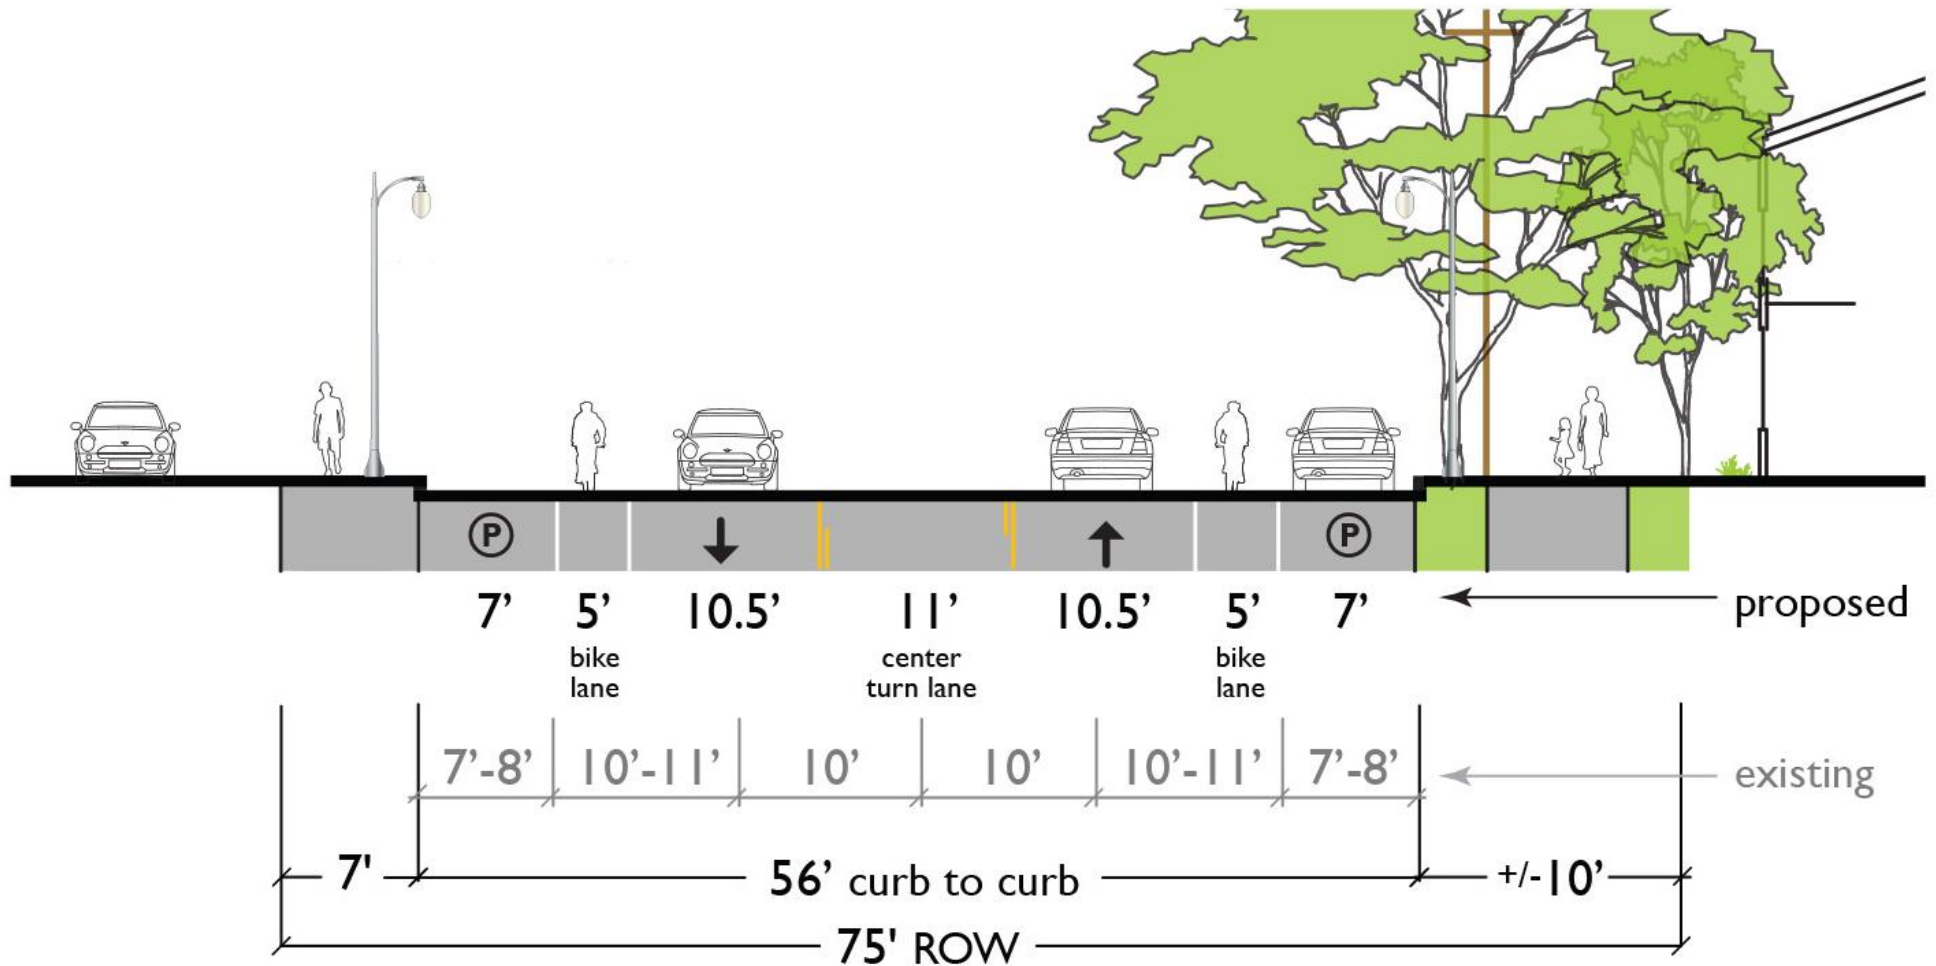 P P
7’ 5’ 10.5’ 11’ 10.5’ 5’ 7’
proposed
bike center bike
lane turn lane lane
7’-8’ 10’-11’ 10’ 10’ 10’-11’ 7’-8’
existing
7' 56’ curb to curb +/-10’
75' ROW